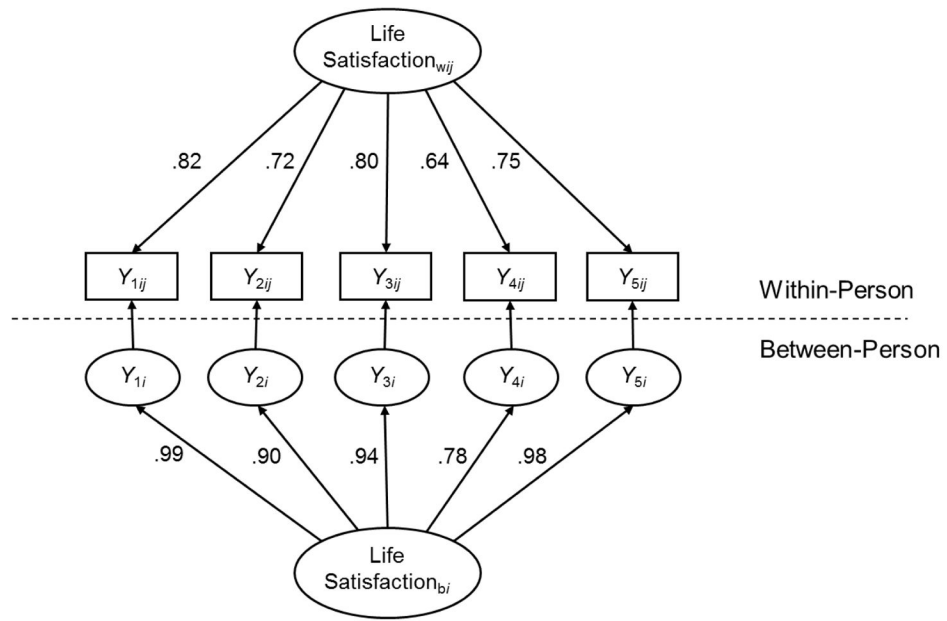 Life
Satisfaction_wij
.82 .72 .80 .64 .75
Y_1ij Y_2ij Y_3ij Y_4ij Y_5ij
Within-Person
Between-Person
Y_1i Y_2i Y_3i Y_4i Y_5i
.99 .90 .94 .78 .98
Life
Satisfaction_bi